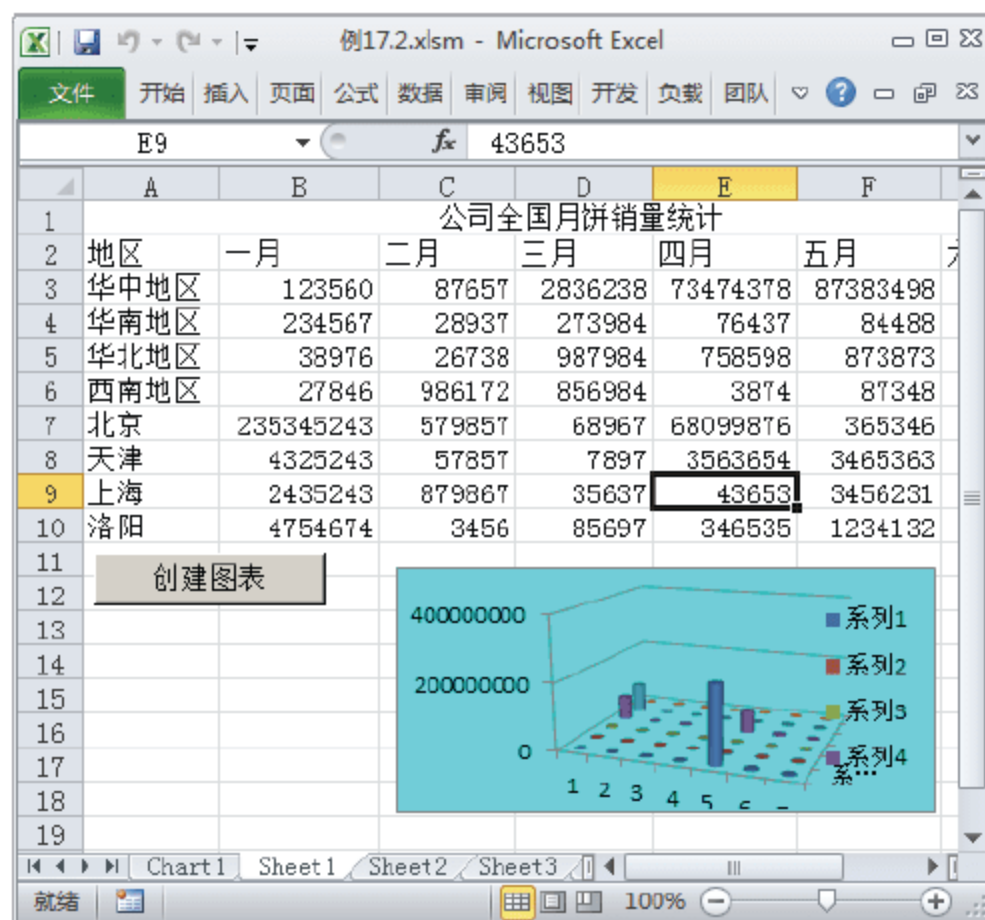 例17.2.xlsm - Microsoft Excel
文件 开始 插入 页面 公式 数据 审阅 视图 开发 负载 团队
E9 fx 43653
A B C D E F
1 公司全国月饼销量统计
2 地区 一月 二月 三月 四月 五月
3 华中地区 123560 87657 2836238 73474378 87383498
4 华南地区 234567 28937 273984 76437 84488
5 华北地区 38976 26738 987984 758598 873873
6 西南地区 27846 986172 856984 3874 87348
7 北京 235345243 579857 68967 68099876 365346
8 天津 4325243 57857 7897 3563654 3465363
9 上海 2435243 879867 35637 43653 3456231
10 洛阳 4754674 3456 85697 346535 1234132
11
创建图表
12
13
14
15
16
17
18
19
400000000
200000000
0
1 2 3 4 5
系列1
系列2
系列3
系列4
系...
Chart1 Sheet1 Sheet2 Sheet3
就绪 100%